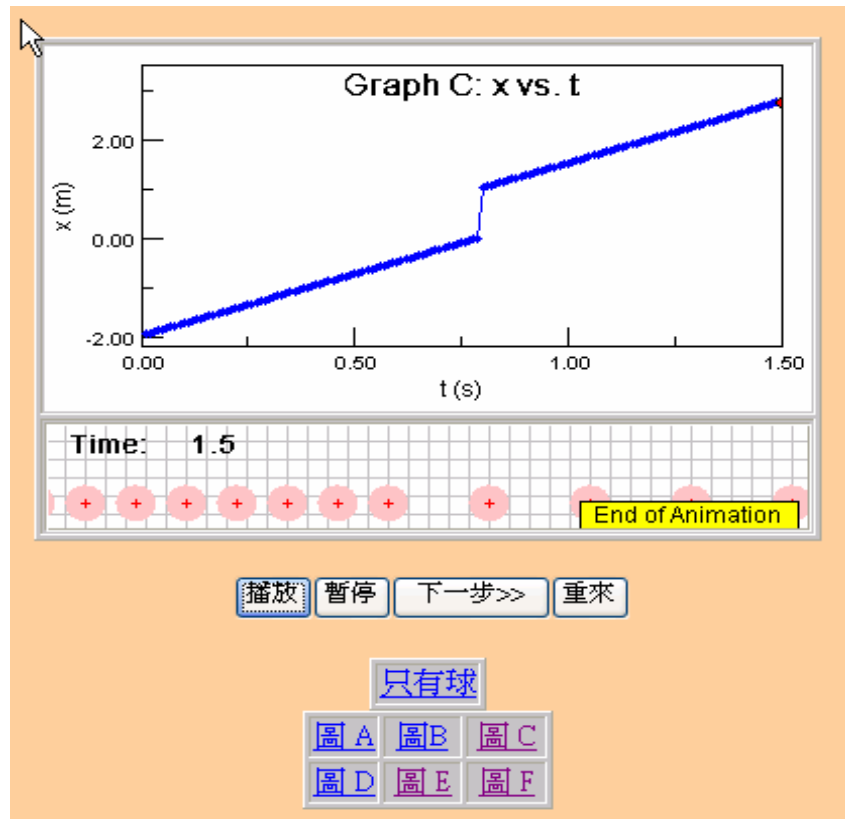 Graph C: x vs. t
2.00
0.00
-2.00
x (m)
0.00 0.50 1.00 1.50
t (s)
Time: 1.5
End of Animation
播放 暫停 下一步>> 重來
只有球
圖 A 圖B 圖 C
圖 D 圖 E 圖 F